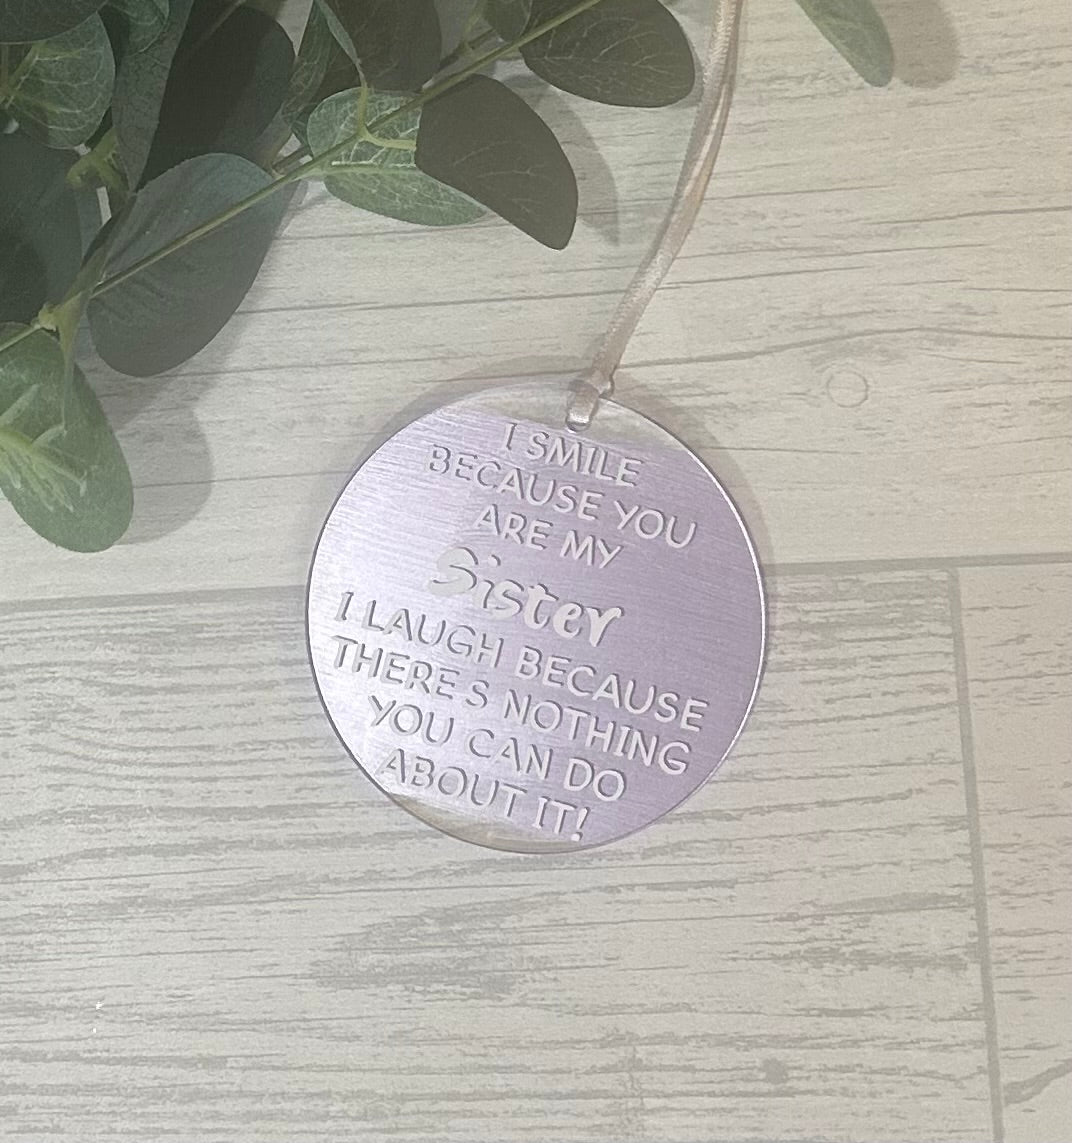 I SMILE
BECAUSE YOU
ARE MY
Sister
I LAUGH BECAUSE
THERE S NOTHING
YOU CAN DO
ABOUT IT!